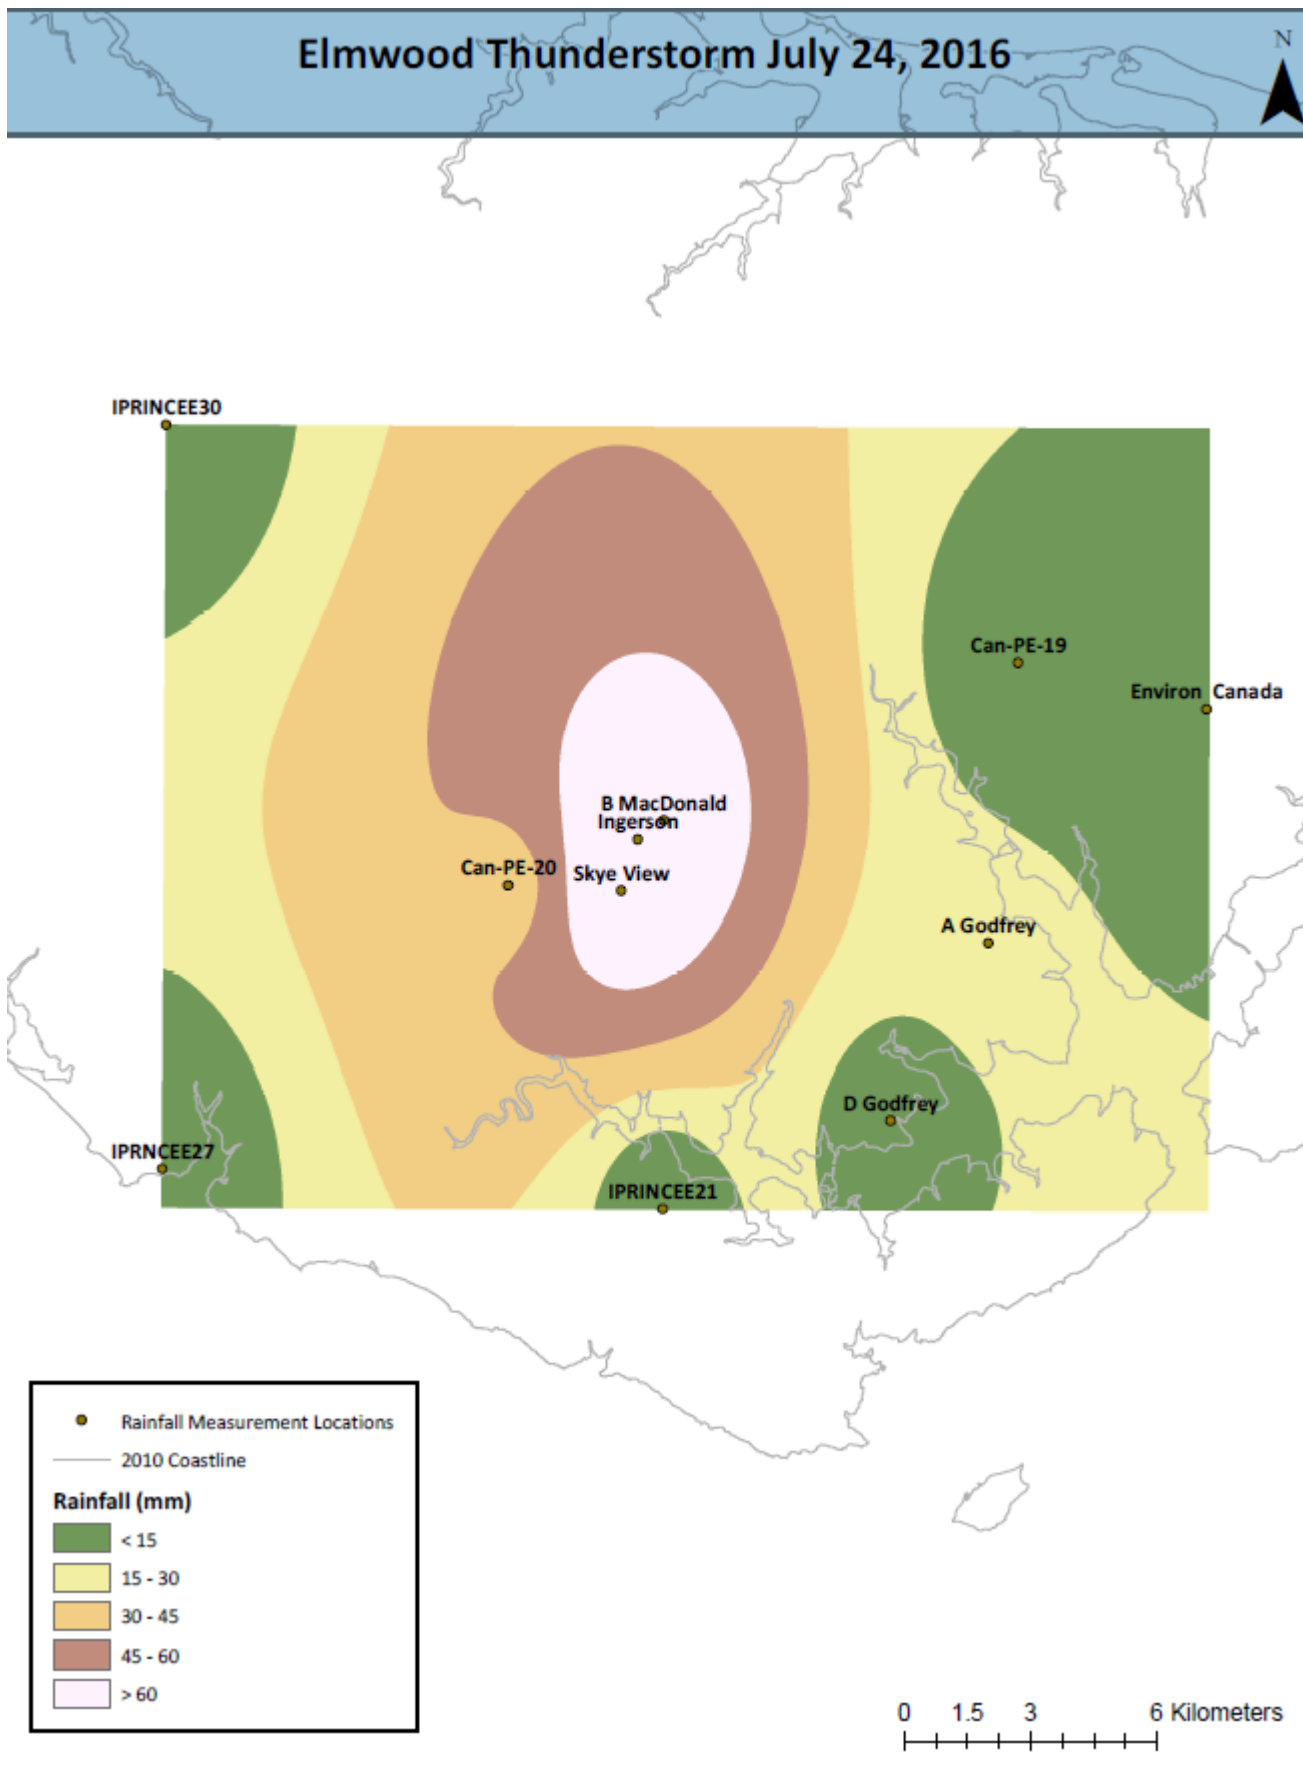 Elmwood Thunderstorm July 24, 2016
N
IPRINCEE30
Can-PE-19
Environ Canada
B MacDonald
Ingerson
Can-PE-20
Skye View
A Godfrey
D Godfrey
IPRNCEE27
IPRINCEE21
Rainfall Measurement Locations
2010 Coastline
Rainfall (mm)
< 15
15 - 30
30 - 45
45 - 60
> 60
0 1.5 3 6 Kilometers